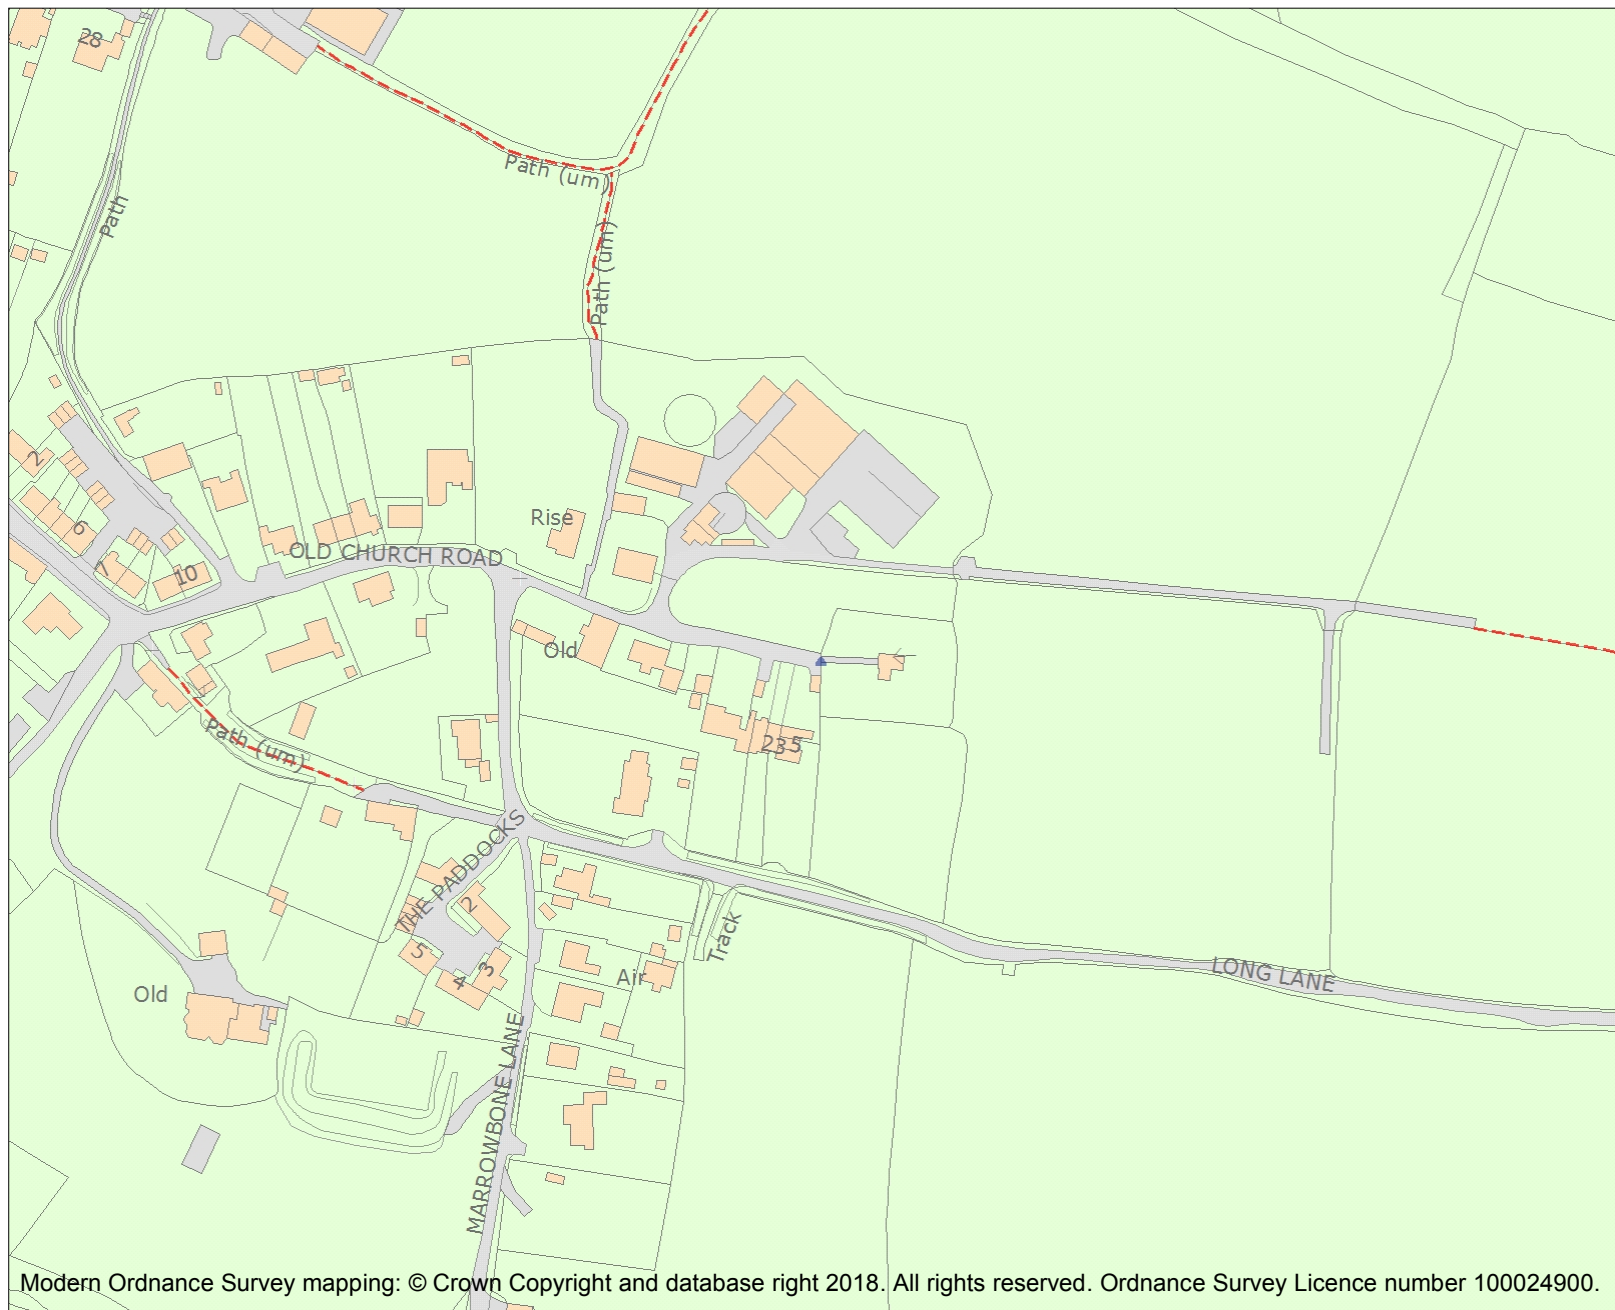 28
Path
Path (um)
Path (um)
2
6
7
10
OLD CHURCH ROAD
Rise
Old
235
Path (um)
THE PADDOCKS
2
5
4
3
Track
Air
Old
LONG LANE
MARROWBONE LANE
Modern Ordnance Survey mapping: © Crown Copyright and database right 2018. All rights reserved. Ordnance Survey Licence number 100024900.